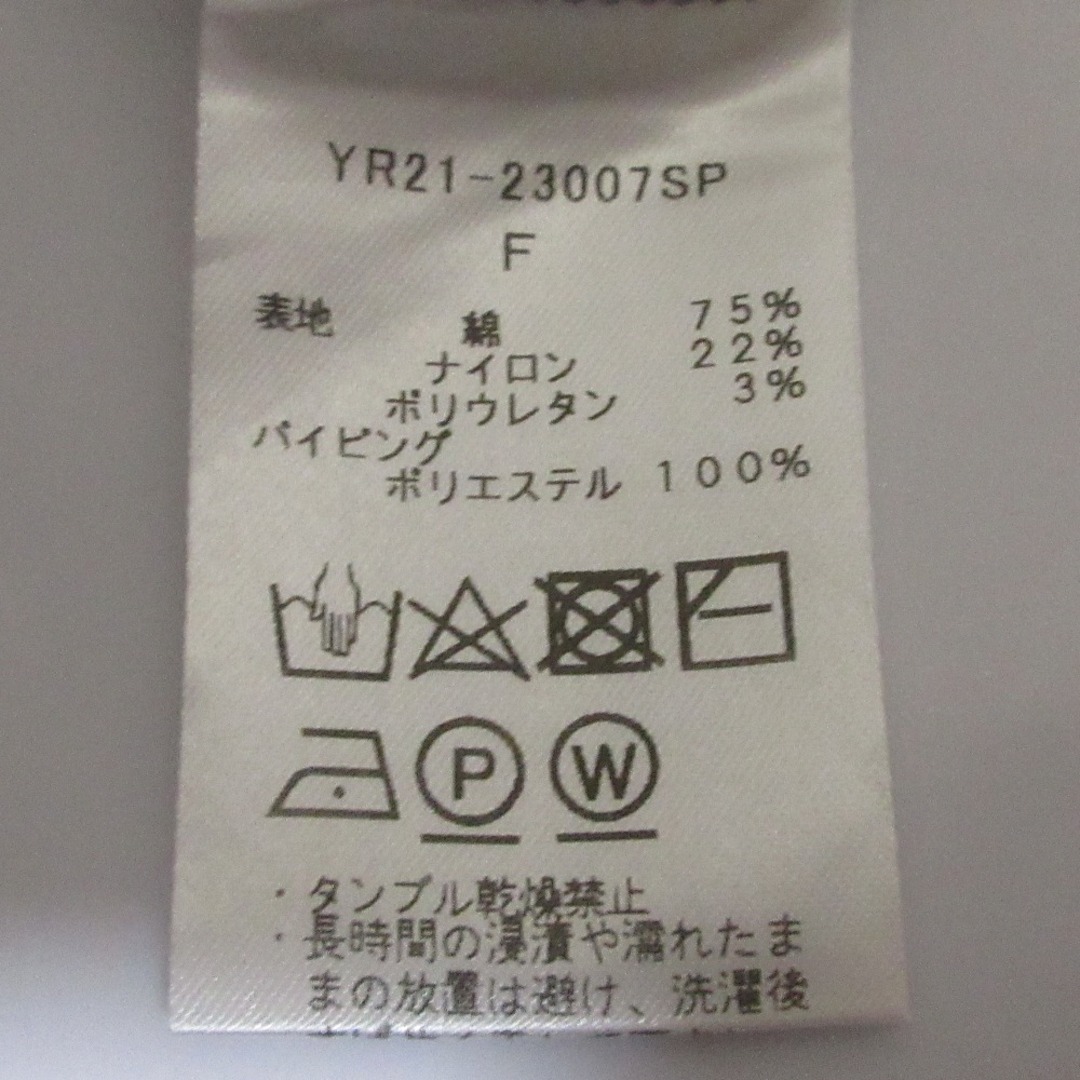 YR21-23007SP
F
表地 綿 75%
ナイロン 22%
ポリウレタン 3%
パイピング
ポリエステル 100%
P W
・タンブル乾燥禁止
・長時間の浸漬や濡れたま
まの放置は避け、洗濯後